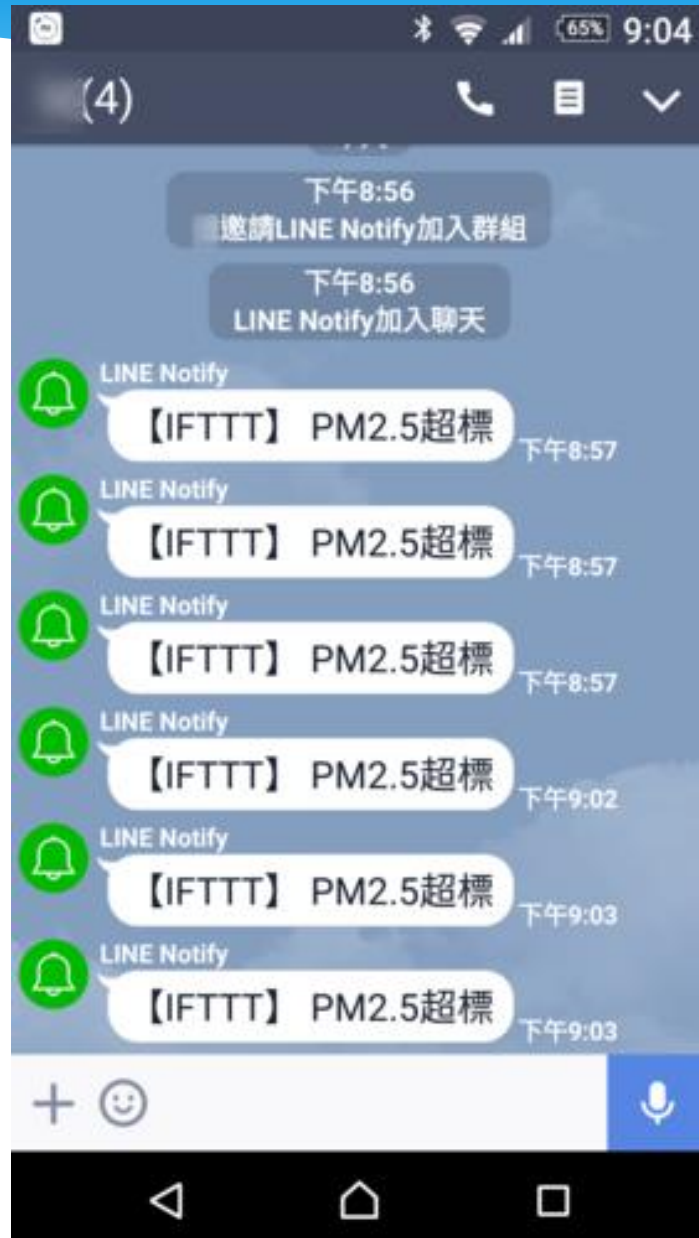 65% 9:04
(4)
下午8:56
邀請LINE Notify加入群組
下午8:56
LINE Notify加入聊天
LINE Notify
【IFTTT】 PM2.5超標
下午8:57
LINE Notify
【IFTTT】 PM2.5超標
下午8:57
LINE Notify
【IFTTT】 PM2.5超標
下午8:57
LINE Notify
【IFTTT】 PM2.5超標
下午9:02
LINE Notify
【IFTTT】 PM2.5超標
下午9:03
LINE Notify
【IFTTT】 PM2.5超標
下午9:03